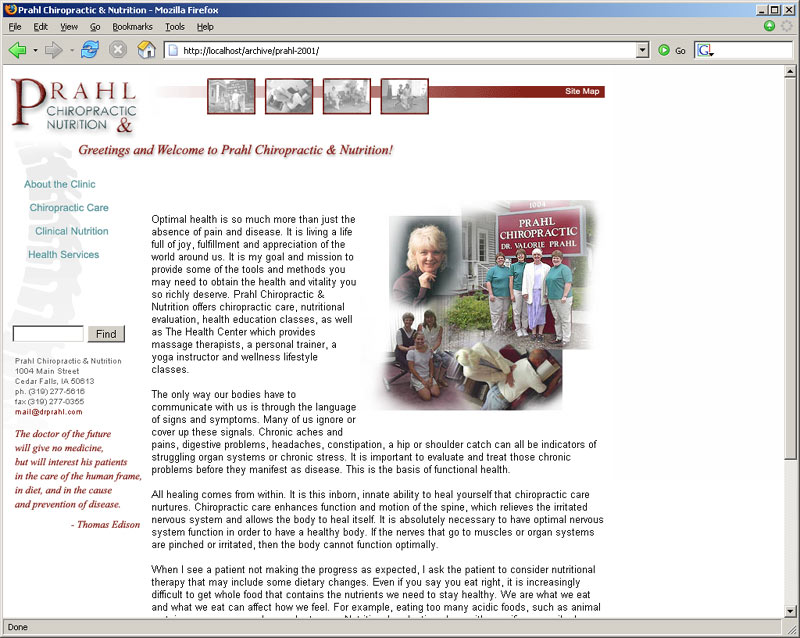 Prahl Chiropractic & Nutrition - Mozilla Firefox
File Edit View Go Bookmarks Tools Help
http://localhost/archive/prahl-2001/
Go
G
PRAHL
CHIROPRACTIC
NUTRITION &
Site Map
Greetings and Welcome to Prahl Chiropractic & Nutrition!
About the Clinic
Chiropractic Care
Clinical Nutrition
Health Services
Find
Prahl Chiropractic & Nutrition
1004 Main Street
Cedar Falls, IA 50613
ph. (319) 277-5616
fax (319) 277-0355
mail@drprahl.com
The doctor of the future
will give no medicine,
but will interest his patients
in the care of the human frame,
in diet, and in the cause
and prevention of disease.
- Thomas Edison
Optimal health is so much more than just the
absence of pain and disease. It is living a life
full of joy, fulfillment and appreciation of the
world around us. It is my goal and mission to
provide some of the tools and methods you
may need to obtain the health and vitality you
so richly deserve. Prahl Chiropractic &
Nutrition offers chiropractic care, nutritional
evaluation, health education classes, as well
as The Health Center which provides
massage therapists, a personal trainer, a
yoga instructor and wellness lifestyle
classes.
1004
PRAHL
CHIROPRACTIC
DR. VALORIE PRAHL
The only way our bodies have to
communicate with us is through the language
of signs and symptoms. Many of us ignore or
cover up these signals. Chronic aches and
pains, digestive problems, headaches, constipation, a hip or shoulder catch can all be indicators of
struggling organ systems or chronic stress. It is important to evaluate and treat those chronic
problems before they manifest as disease. This is the basis of functional health.
All healing comes from within. It is this inborn, innate ability to heal yourself that chiropractic care
nurtures. Chiropractic care enhances function and motion of the spine, which relieves the irritated
nervous system and allows the body to heal itself. It is absolutely necessary to have optimal nervous
system function in order to have a healthy body. If the nerves that go to muscles or organ systems
are pinched or irritated, then the body cannot function optimally.
When I see a patient not making the progress as expected, I ask the patient to consider nutritional
therapy that may include some dietary changes. Even if you say you eat right, it is increasingly
difficult to get whole food that contains the nutrients we need to stay healthy. We are what we eat
and what we eat can affect how we feel. For example, eating too many acidic foods, such as animal
Done